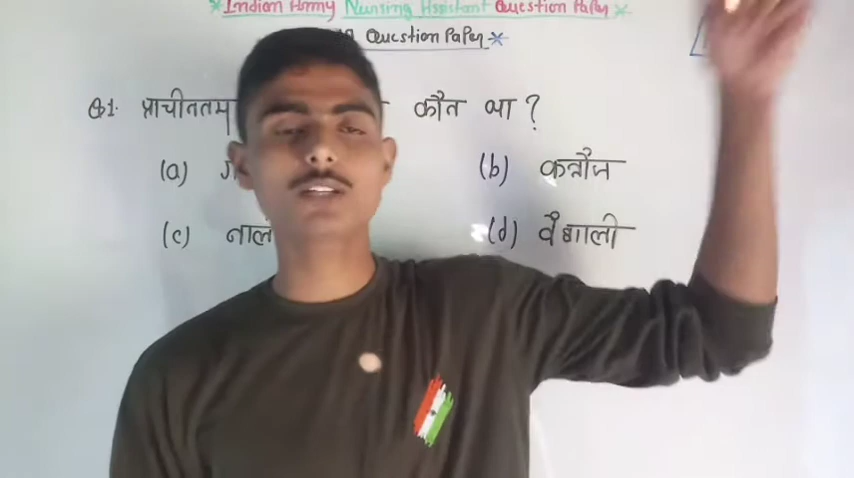 *Indian Army Nursing Assistant Question Paper*
Question Paper*
Q1. प्राचीनतम कौन था ?
(a) (b) कन्नौज
(c) नालं (d) वैशाली